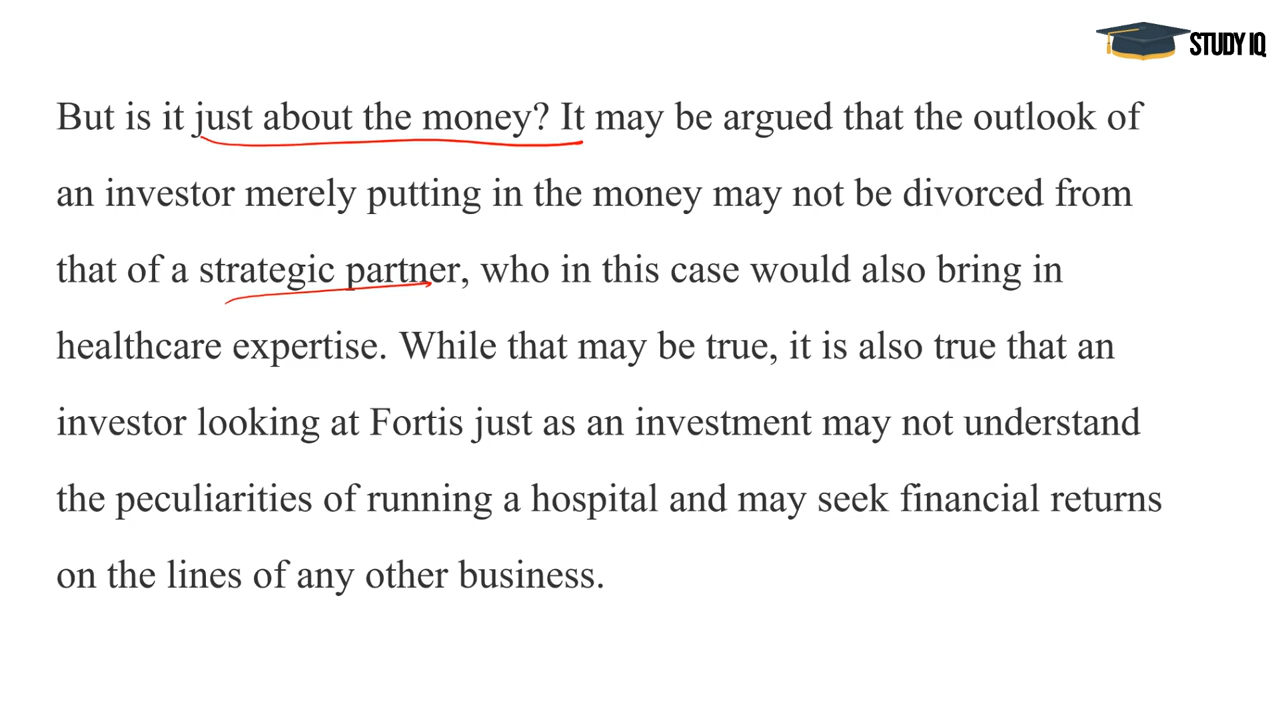 STUDY IQ
But is it just about the money? It may be argued that the outlook of
an investor merely putting in the money may not be divorced from
that of a strategic partner, who in this case would also bring in
healthcare expertise. While that may be true, it is also true that an
investor looking at Fortis just as an investment may not understand
the peculiarities of running a hospital and may seek financial returns
on the lines of any other business.